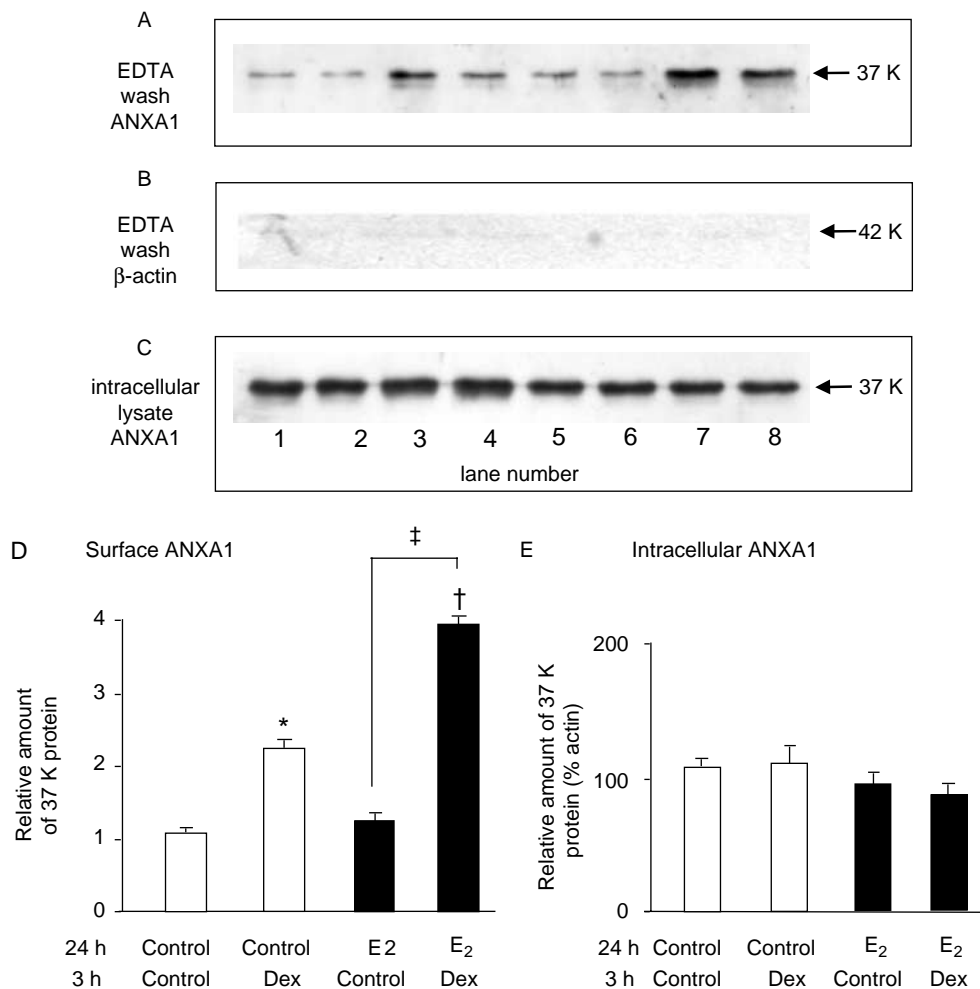 A
EDTA
wash
ANXA1
37 K
B
EDTA
wash
β-actin
42 K
C
intracellular
lysate
ANXA1
37 K
1 2 3 4 5 6 7 8
lane number
D Surface ANXA1
‡
†
*
Relative amount
of 37 K protein
4
3
2
1
0
24 h Control Control E2 E₂
3 h Control Dex Control Dex
E Intracellular ANXA1
Relative amount of 37 K
protein (% actin)
200
100
0
24 h Control Control E₂ E₂
3 h Control Dex Control Dex